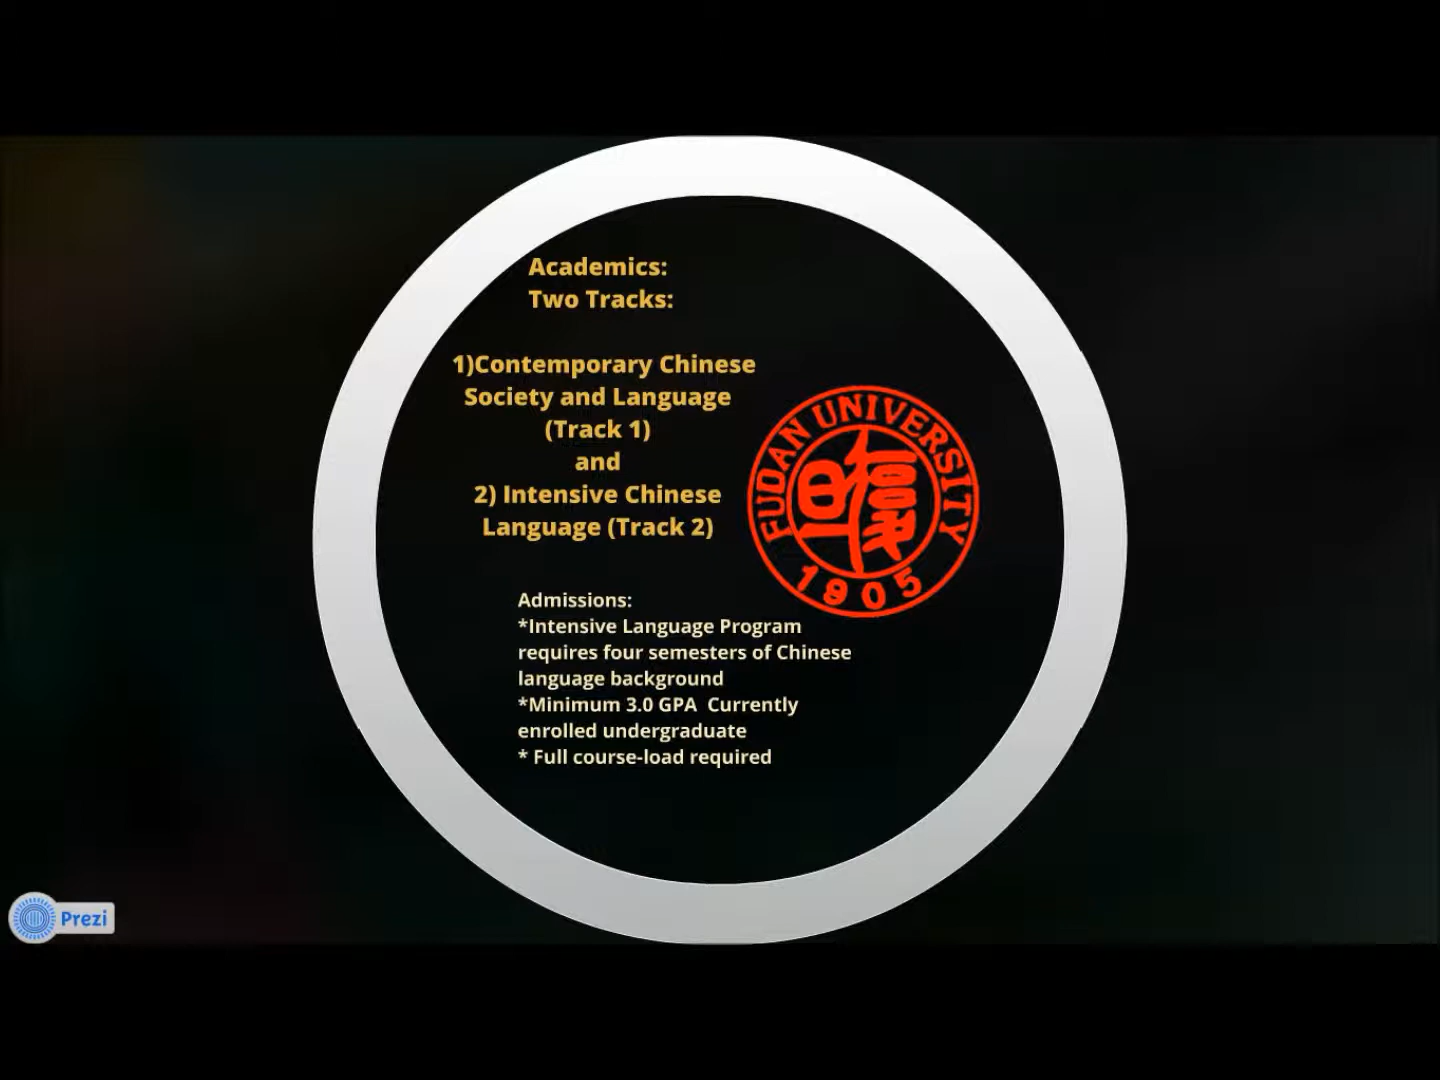 Academics:
Two Tracks:
1)Contemporary Chinese
Society and Language
(Track 1)
and
2) Intensive Chinese
Language (Track 2)
FUDAN UNIVERSITY
1905
Admissions:
*Intensive Language Program
requires four semesters of Chinese
language background
*Minimum 3.0 GPA  Currently
enrolled undergraduate
* Full course-load required
Prezi